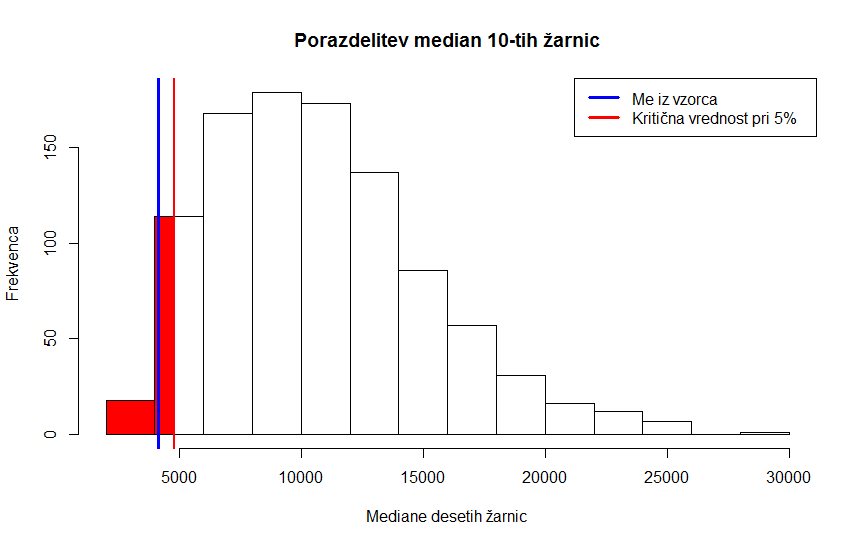 Porazdelitev median 10-tih žarnic
Me iz vzorca
Kritična vrednost pri 5%
Frekvenca
150
100
50
0
5000 10000 15000 20000 25000 30000
Mediane desetih žarnic